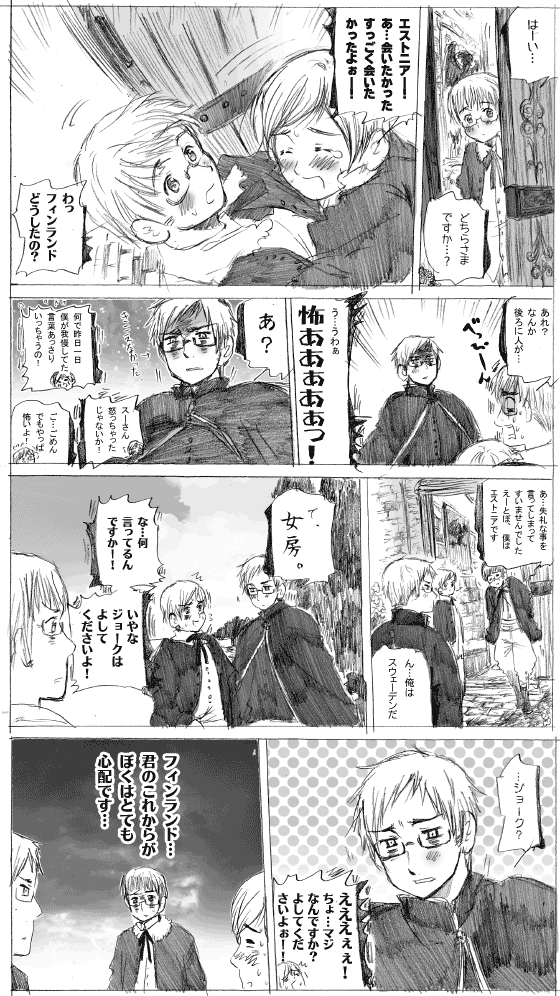 はーい…
どちらさま
ですか…?
エストニアーー
あ…会いたかった
すっごく会いた
かったよぉーー!
わっ
フィンランド
どうしたの?
あれ?
なんか
後ろに人が…
う…うわぁ
怖あああああっ!
あ?
何で昨日一日
僕が我慢してた
言葉あっさり
いっちゃうの!
スーさん
怒っちゃった
じゃないか!
ご…ごめん
でもやっぱ
怖いよ!
あ…失礼な事を
言ってしまって
すいませんでした
えーとぼ、僕は
エストニアです
ん…俺は
スウェーデンだ
で、
女房。
な…何
言ってるん
ですか!!
いやな
ジョークは
よして
くださいよ!
…ジョーク?
えええぇぇ!
ちょ…マジ
なんですか?
よしてくだ
さいよぉー!!
フィンランド…
君のこれからが
ぼくはとても
心配です…